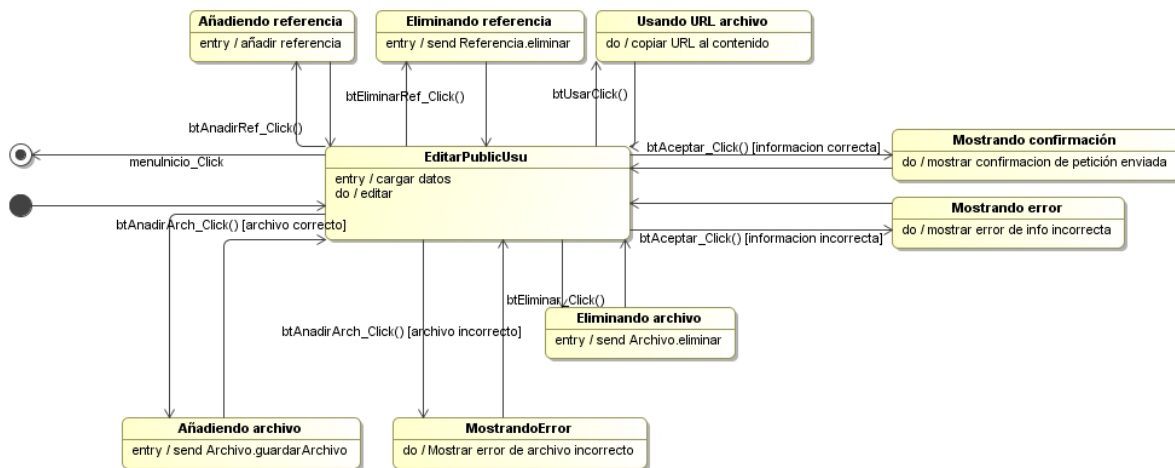 Añadiendo referencia
entry / añadir referencia
Eliminando referencia
entry / send Referencia.eliminar
Usando URL archivo
do / copiar URL al contenido
btEliminarRef_Click()
btUsarClick()
btAnadirRef_Click()
menuInicio_Click
EditarPublicUsu
entry / cargar datos
do / editar
btAceptar_Click() [informacion correcta]
Mostrando confirmación
do / mostrar confirmacion de petición enviada
btAnadirArch_Click() [archivo correcto]
btAceptar_Click() [informacion incorrecta]
Mostrando error
do / mostrar error de info incorrecta
btEliminar_Click()
Eliminando archivo
entry / send Archivo.eliminar
btAnadirArch_Click() [archivo incorrecto]
Añadiendo archivo
entry / send Archivo.guardarArchivo
MostrandoError
do / Mostrar error de archivo incorrecto